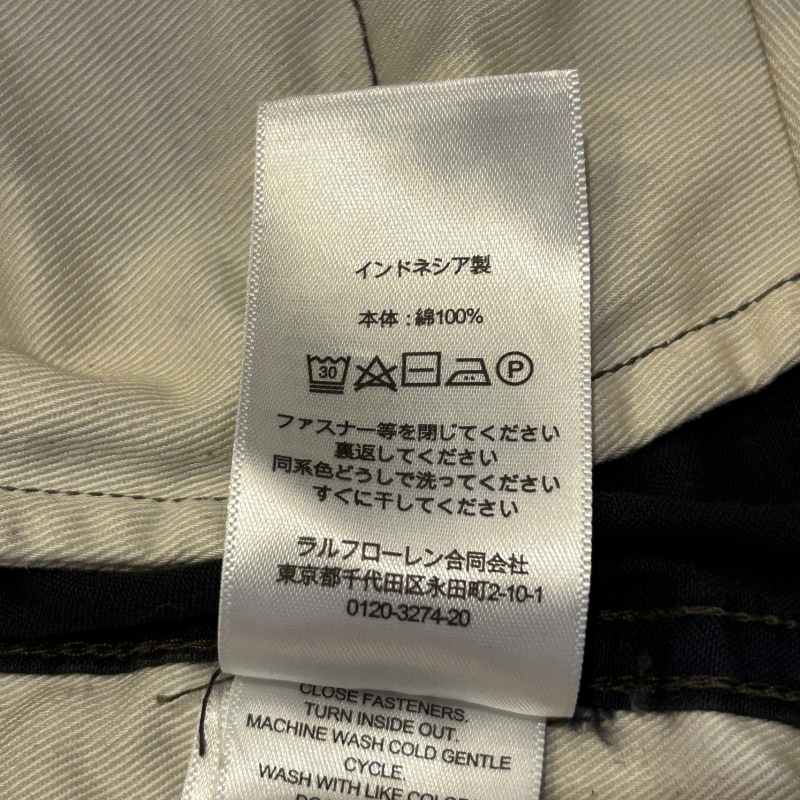 インドネシア製
本体 : 綿100%
30 P
ファスナー等を閉じてください
裏返してください
同系色どうしで洗ってください
すぐに干してください
ラルフローレン合同会社
東京都千代田区永田町2-10-1
0120-3274-20
CLOSE FASTENERS.
TURN INSIDE OUT.
MACHINE WASH COLD GENTLE
CYCLE.
WASH WITH LIKE COLOR